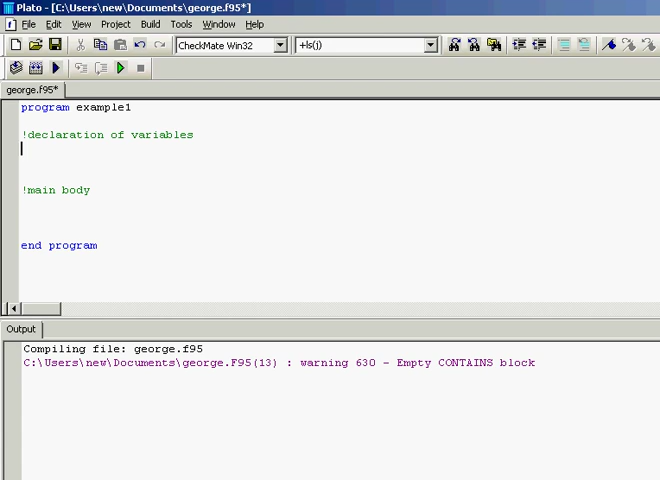 Plato - [C:\Users\new\Documents\george.f95*]
File Edit View Project Build Tools Window Help
CheckMate Win32 +ls(j)
george.f95*
program example1
!declaration of variables
!main body
end program
Output
Compiling file: george.f95
C:\Users\new\Documents\george.F95(13) : warning 630 - Empty CONTAINS block